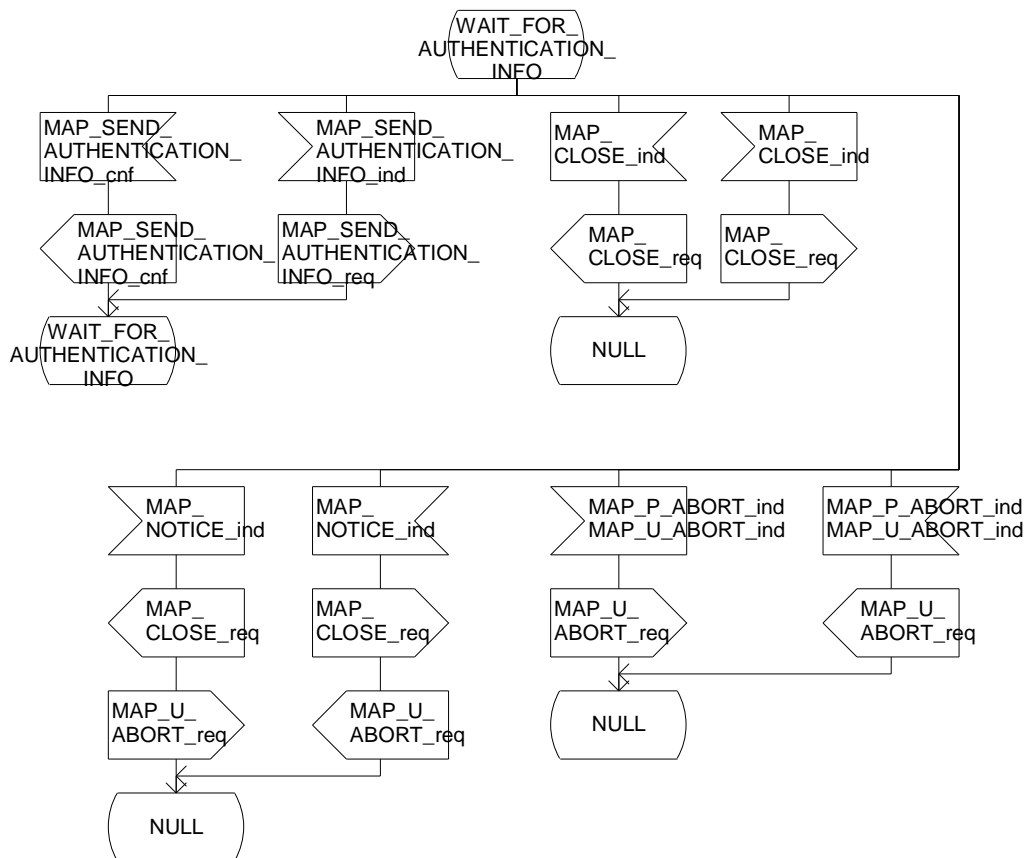 WAIT_FOR_
AUTHENTICATION_
INFO
MAP_SEND_
AUTHENTICATION_
INFO_cnf
MAP_SEND_
AUTHENTICATION_
INFO_ind
MAP_
CLOSE_ind
MAP_
CLOSE_ind
MAP_SEND_
AUTHENTICATION_
INFO_cnf
MAP_SEND_
AUTHENTICATION_
INFO_req
MAP_
CLOSE_req
MAP_
CLOSE_req
WAIT_FOR_
AUTHENTICATION_
INFO
NULL
MAP_
NOTICE_ind
MAP_
NOTICE_ind
MAP_P_ABORT_ind
MAP_U_ABORT_ind
MAP_P_ABORT_ind
MAP_U_ABORT_ind
MAP_
CLOSE_req
MAP_
CLOSE_req
MAP_U_
ABORT_req
MAP_U_
ABORT_req
MAP_U_
ABORT_req
MAP_U_
ABORT_req
NULL
NULL